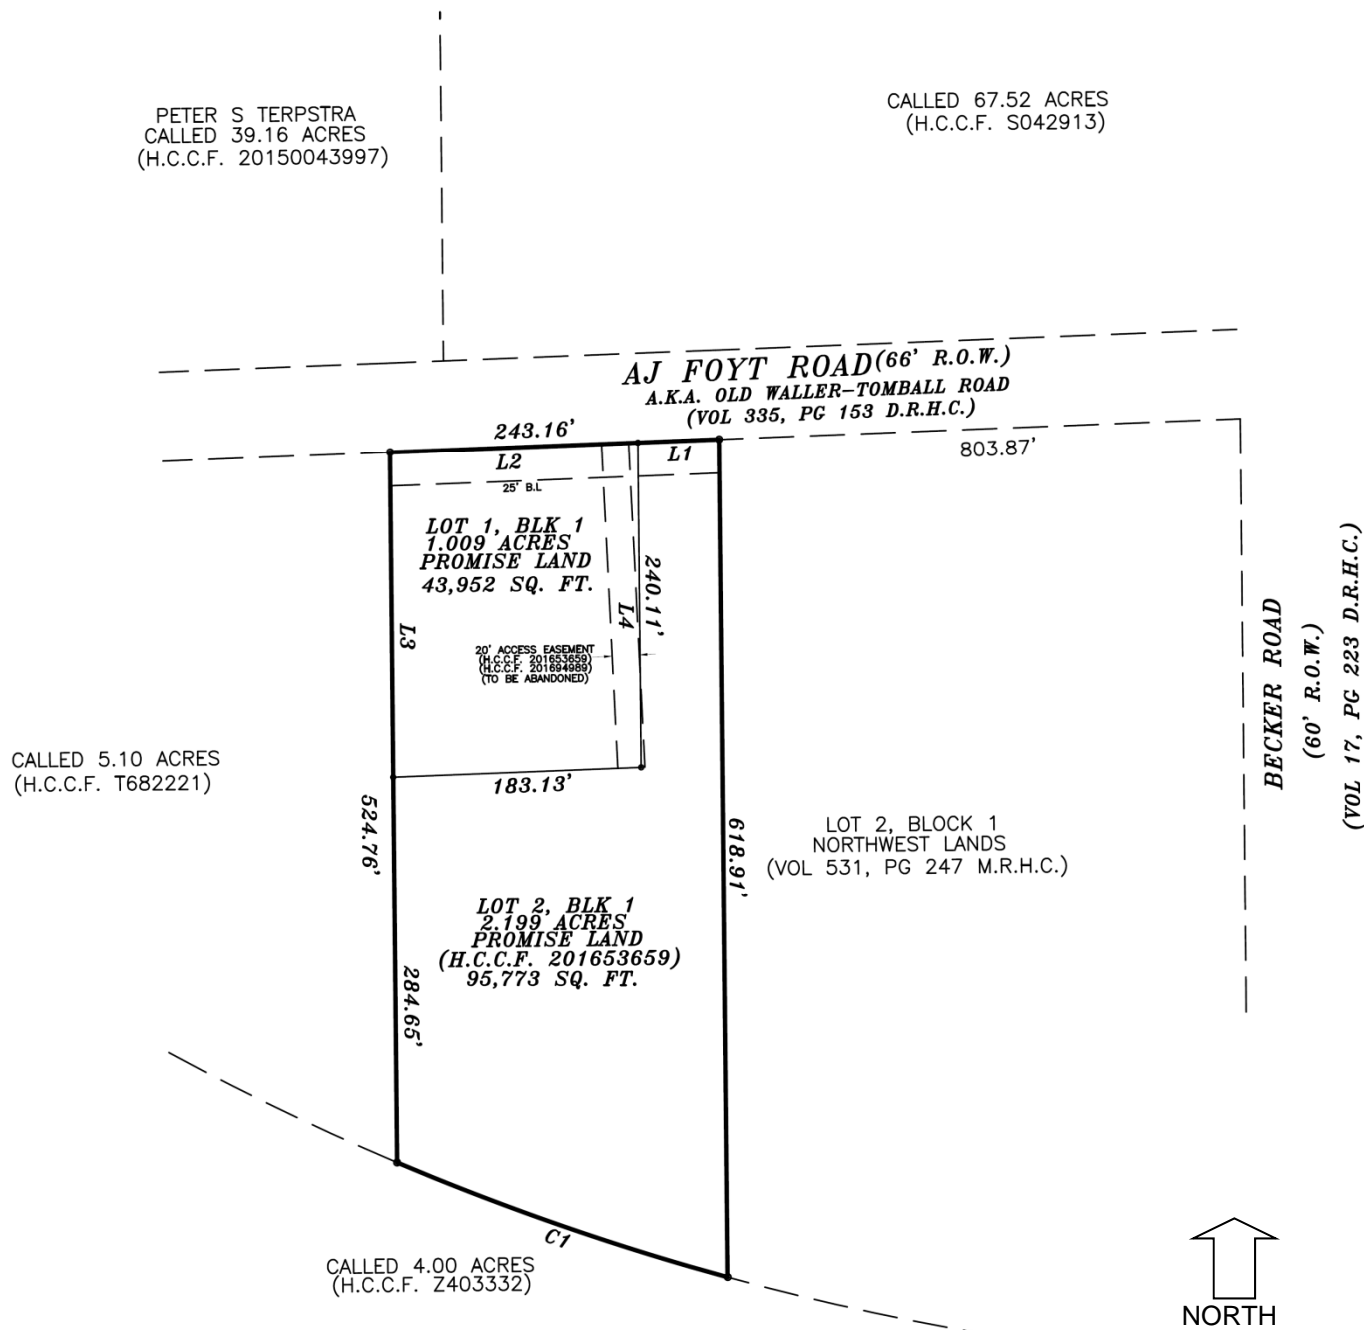 PETER S TERPSTRA
CALLED 39.16 ACRES
(H.C.C.F. 20150043997)
CALLED 67.52 ACRES
(H.C.C.F. S042913)
AJ FOYT ROAD(66' R.O.W.)
A.K.A. OLD WALLER-TOMBALL ROAD
(VOL 335, PG 153 D.R.H.C.)
243.16'
803.87'
L2
L1
25' B.L
LOT 1, BLK 1
1.009 ACRES
PROMISE LAND
43,952 SQ. FT.
240.11'
L4
L3
20' ACCESS EASEMENT
(H.C.C.F. 201653659)
(H.C.C.F. 201694989)
(TO BE ABANDONED)
BECKER ROAD
(60' R.O.W.)
(VOL 17, PG 223 D.R.H.C.)
CALLED 5.10 ACRES
(H.C.C.F. T682221)
183.13'
524.76'
618.91'
LOT 2, BLOCK 1
NORTHWEST LANDS
(VOL 531, PG 247 M.R.H.C.)
LOT 2, BLK 1
2.199 ACRES
PROMISE LAND
(H.C.C.F. 201653659)
95,773 SQ. FT.
284.65'
C1
CALLED 4.00 ACRES
(H.C.C.F. Z403332)
NORTH